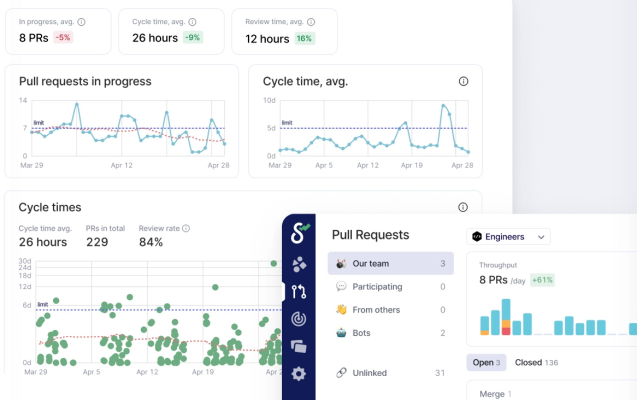 In progress, avg.
8 PRs -5%
Cycle time, avg.
26 hours -9%
Review time, avg.
12 hours 16%
Pull requests in progress
14
limit
7
0
Mar 29 Apr 12 Apr 28
Cycle time, avg.
10d
limit
5d
0d
Mar 29 Apr 5 Apr 12 Apr 19 Apr 28
Cycle times
Cycle time avg. PRs in total Review rate
26 hours 229 84%
30d
24d
18d
12d
limit
6d
0d
Mar 29 Apr 5 Apr 12 Apr 19 Apr 2
Pull Requests
Our team 3
Participating 0
From others 0
Bots 2
Unlinked 31
Engineers
Throughput
8 PRs /day +61%
Open 3 Closed 136
Merge 1